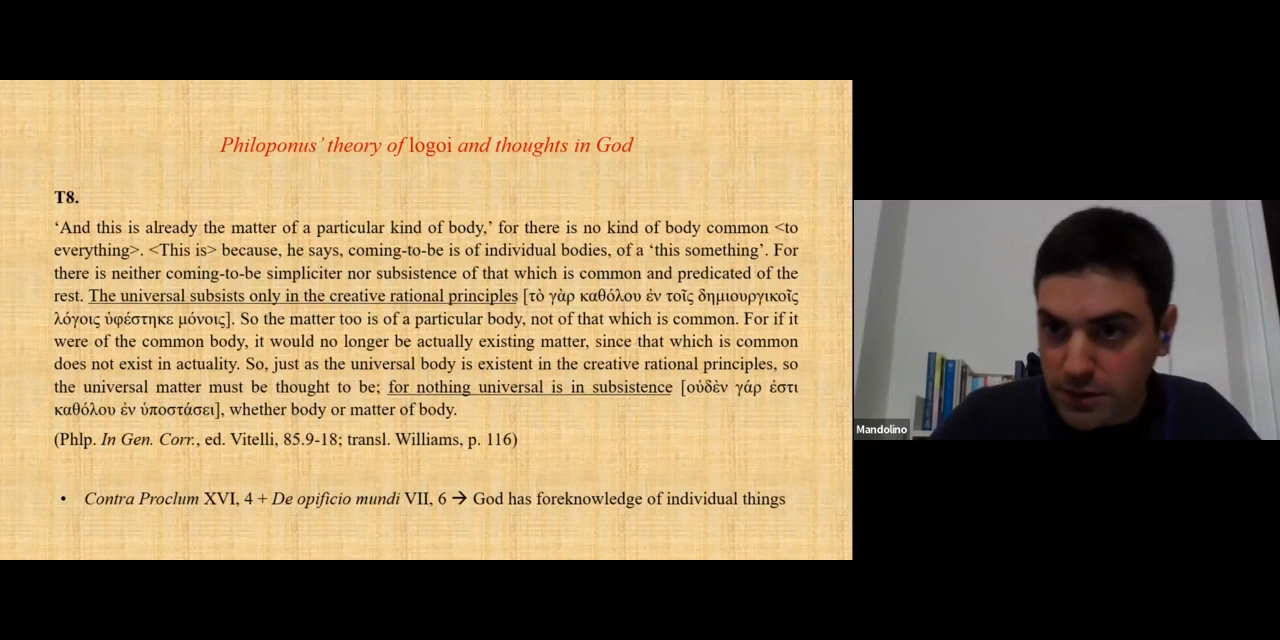 Philoponus' theory of logoi and thoughts in God
T8.
‘And this is already the matter of a particular kind of body,’ for there is no kind of body common <to
everything>. <This is> because, he says, coming-to-be is of individual bodies, of a ‘this something’. For
there is neither coming-to-be simpliciter nor subsistence of that which is common and predicated of the
rest. The universal subsists only in the creative rational principles [τὸ γὰρ καθόλου ἐν τοῖς δημιουργικοῖς
λόγοις ὑφέστηκε μόνοις]. So the matter too is of a particular body, not of that which is common. For if it
were of the common body, it would no longer be actually existing matter, since that which is common
does not exist in actuality. So, just as the universal body is existent in the creative rational principles, so
the universal matter must be thought to be; for nothing universal is in subsistence [οὐδὲν γάρ ἐστι
καθόλου ἐν ὑποστάσει], whether body or matter of body.
(Phlp. In Gen. Corr., ed. Vitelli, 85.9-18; transl. Williams, p. 116)
• Contra Proclum XVI, 4 + De opificio mundi VII, 6 → God has foreknowledge of individual things
Mandolino